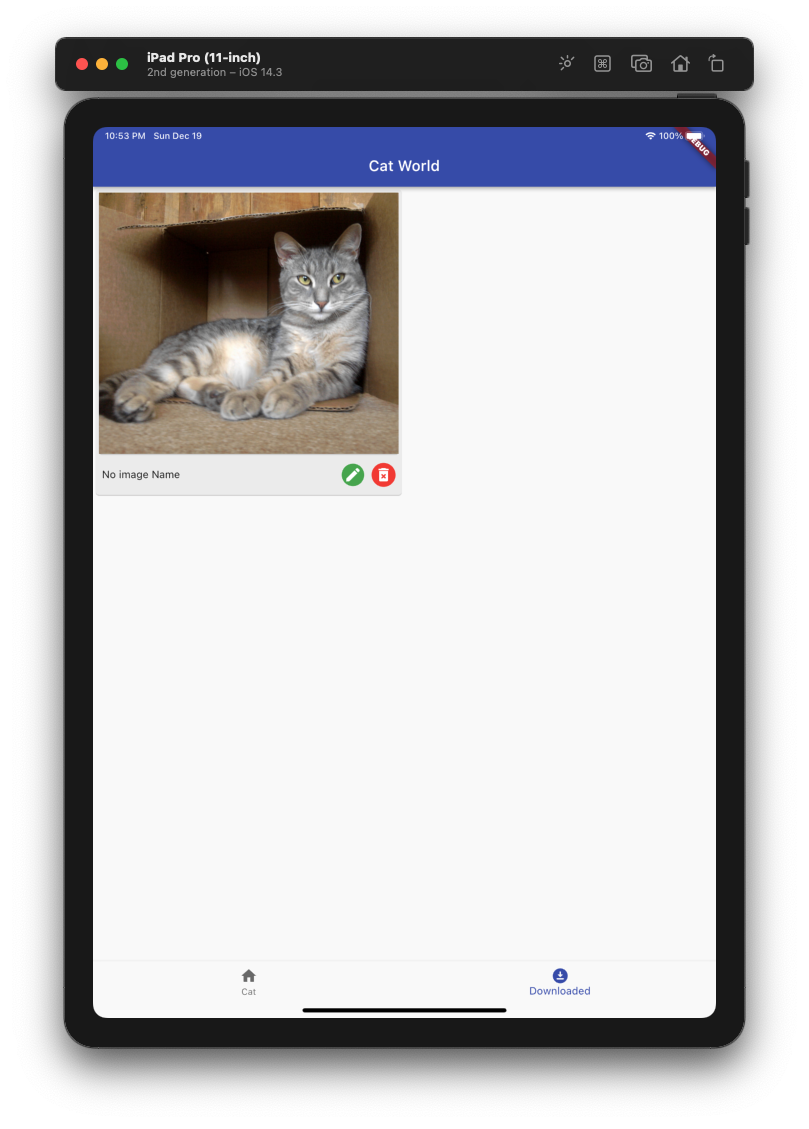 iPad Pro (11-inch)
2nd generation – iOS 14.3
10:53 PM Sun Dec 19
100%
Cat World
No image Name
Cat
Downloaded